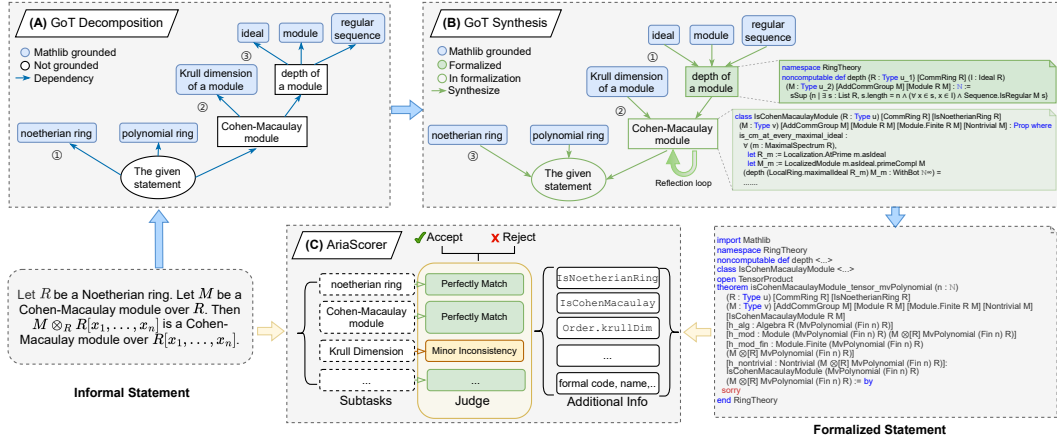 (A) GoT Decomposition
Mathlib grounded
Not grounded
Dependency
ideal
module
regular
sequence
③
Krull dimension
of a module
depth of
a module
②
noetherian ring
polynomial ring
Cohen-Macaulay
module
①
The given
statement
(B) GoT Synthesis
Mathlib grounded
Formalized
In formalization
Synthesize
ideal
module
regular
sequence
①
Krull dimension
of a module
depth of
a module
②
noetherian ring
polynomial ring
Cohen-Macaulay
module
③
The given
statement
Reflection loop
namespace RingTheory
noncomputable def depth {R : Type u_1} [CommRing R] (I : Ideal R)
(M : Type u_2) [AddCommGroup M] [Module R M] : ℕ :=
sSup {n | ∃ s : List R, s.length = n ∧ (∀ x ∈ s, x ∈ I) ∧ Sequence.IsRegular M s}
class IsCohenMacaulayModule (R : Type u) [CommRing R] [IsNoetherianRing R]
(M : Type v) [AddCommGroup M] [Module R M] [Module.Finite R M] [Nontrivial M] : Prop where
is_cm_at_every_maximal_ideal :
∀ (m : MaximalSpectrum R),
let R_m := Localization.AtPrime m.asIdeal
let M_m := LocalizedModule m.asIdeal.primeCompl M
(depth (LocalRing.maximalIdeal R_m) M_m : WithBot ℕ∞) =
.......
Let R be a Noetherian ring. Let M be a
Cohen-Macaulay module over R. Then
M ⊗_R R[x_1, . . . , x_n] is a Cohen-
Macaulay module over R[x_1, . . . , x_n].
Informal Statement
(C) AriaScorer
Accept
Reject
noetherian ring
Cohen-Macaulay
module
Krull Dimension
...
Subtasks
Perfectly Match
Perfectly Match
Minor Inconsistency
...
Judge
IsNoetherianRing
IsCohenMacaulay
Order.krullDim
...
formal code, name,..
Additional Info
import Mathlib
namespace RingTheory
noncomputable def depth <...>
class IsCohenMacaulayModule <...>
open TensorProduct
theorem isCohenMacaulayModule_tensor_mvPolynomial (n : ℕ)
(R : Type u) [CommRing R] [IsNoetherianRing R]
(M : Type v) [AddCommGroup M] [Module R M] [Module.Finite R M] [Nontrivial M]
[IsCohenMacaulayModule R M]
[h_alg : Algebra R (MvPolynomial (Fin n) R)]
[h_mod : Module (MvPolynomial (Fin n) R) (M ⊗[R] MvPolynomial (Fin n) R)]
[h_mod_fin : Module.Finite (MvPolynomial (Fin n) R)
(M ⊗[R] MvPolynomial (Fin n) R)]
[h_nontrivial : Nontrivial (M ⊗[R] MvPolynomial (Fin n) R)]:
IsCohenMacaulayModule (MvPolynomial (Fin n) R)
(M ⊗[R] MvPolynomial (Fin n) R) := by
sorry
end RingTheory
Formalized Statement